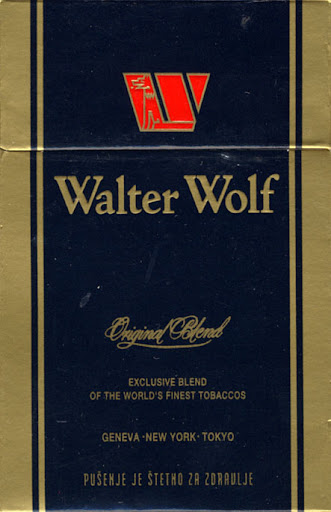 Walter Wolf
Original Blend
EXCLUSIVE BLEND
OF THE WORLD'S FINEST TOBACCOS
GENEVA · NEW YORK · TOKYO
PUŠENJE JE ŠTETNO ZA ZDRAVLJE